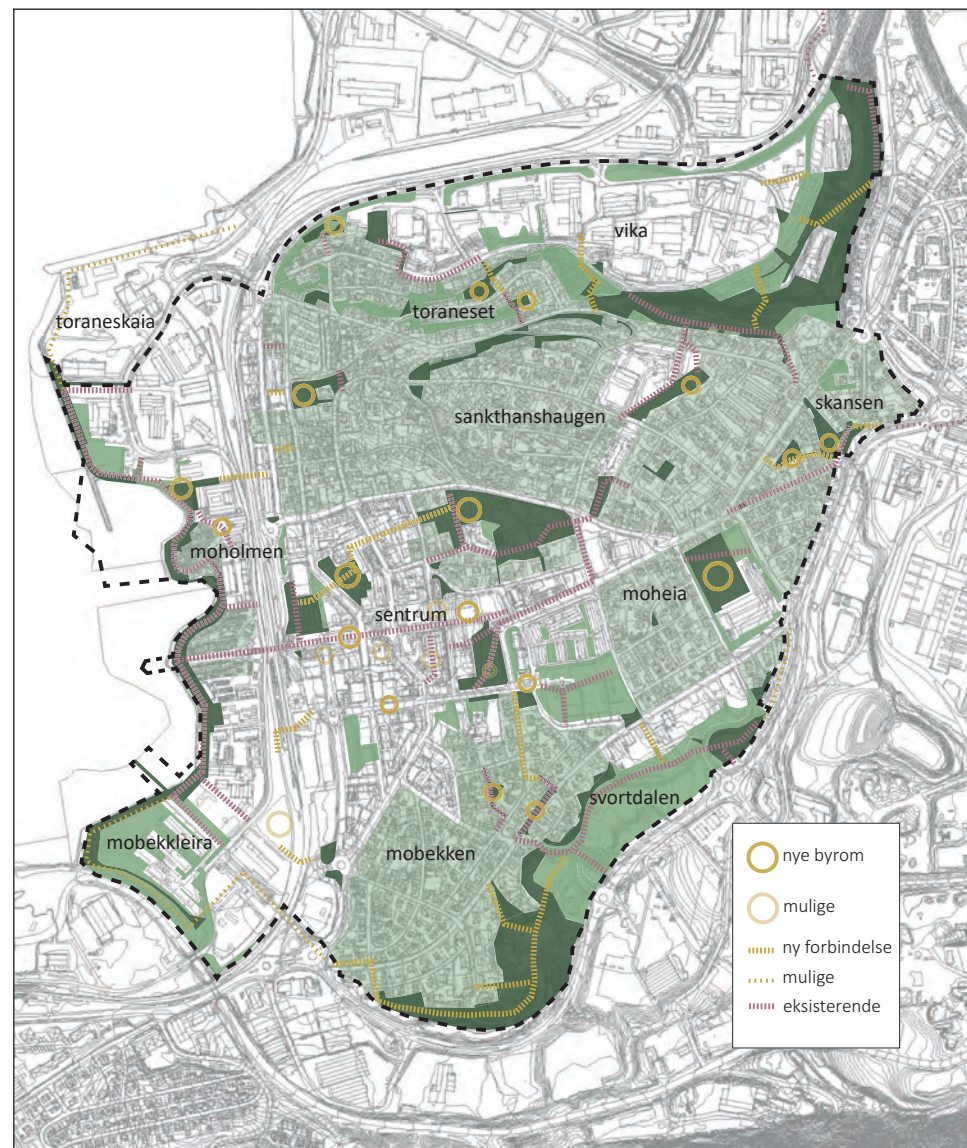 vika
toraneset
toraneskaia
skansen
sankthanshaugen
moholmen
moheia
sentrum
svortdalen
mobekkleira
mobekken
nye byrom
mulige
ny forbindelse
mulige
eksisterende